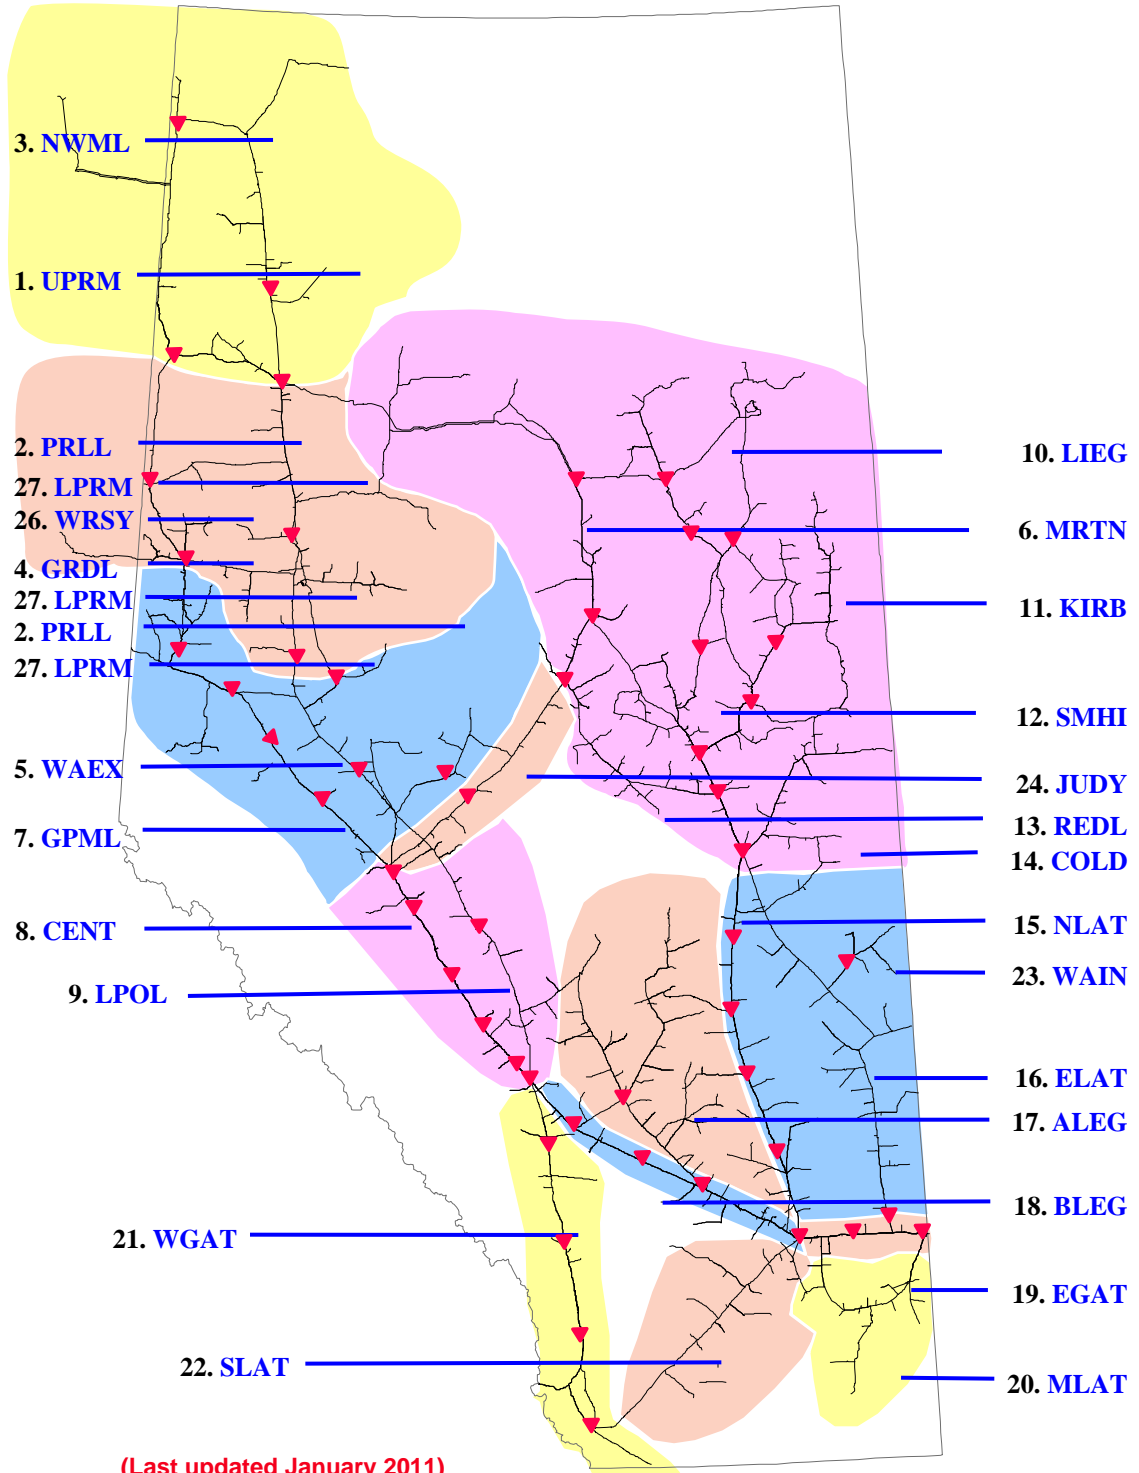 3. NWML
1. UPRM
2. PRLL
27. LPRM
26. WRSY
4. GRDL
27. LPRM
2. PRLL
27. LPRM
5. WAEX
7. GPML
8. CENT
9. LPOL
21. WGAT
22. SLAT
10. LIEG
6. MRTN
11. KIRB
12. SMHI
24. JUDY
13. REDL
14. COLD
15. NLAT
23. WAIN
16. ELAT
17. ALEG
18. BLEG
19. EGAT
20. MLAT
(Last updated January 2011)